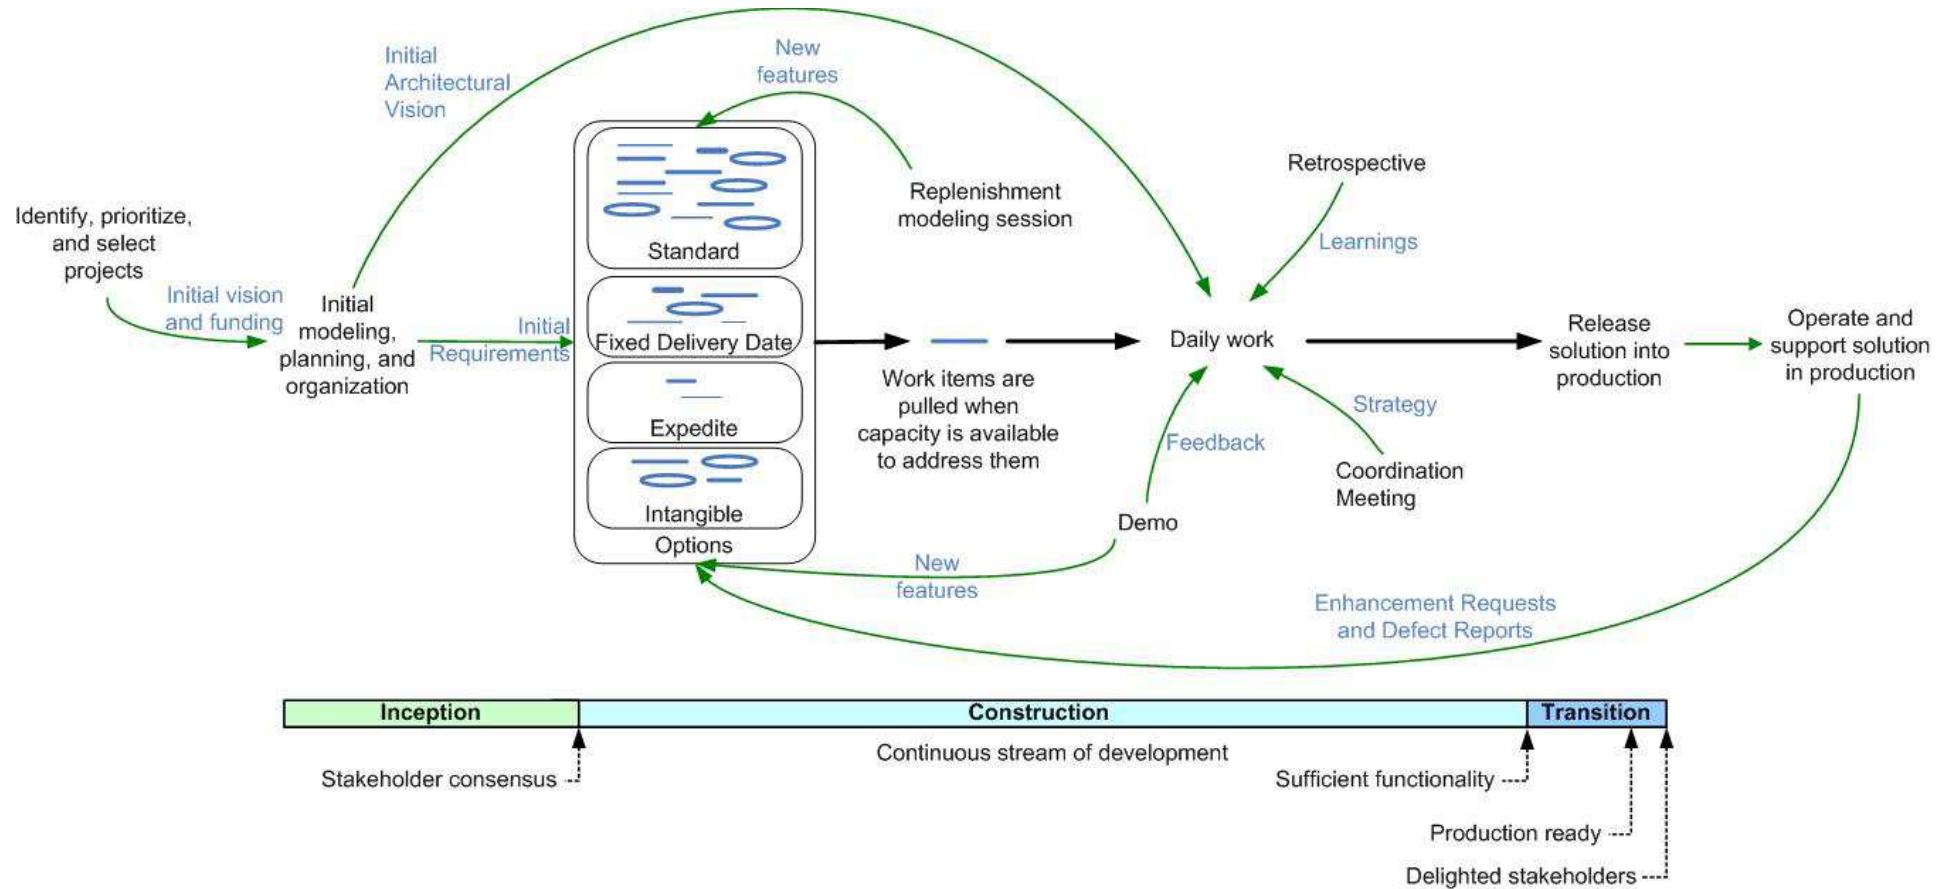 Initial
Architectural
Vision
New
features
Retrospective
Replenishment
modeling session
Identify, prioritize,
and select
projects
Standard
Learnings
Initial vision
and funding
Initial
modeling,
planning, and
organization
Initial
Requirements
Fixed Delivery Date
Daily work
Release
solution into
production
Operate and
support solution
in production
Work items are
pulled when
capacity is available
to address them
Expedite
Strategy
Feedback
Coordination
Meeting
Intangible
Demo
Options
New
features
Enhancement Requests
and Defect Reports
Inception
Construction
Transition
Continuous stream of development
Stakeholder consensus
Sufficient functionality
Production ready
Delighted stakeholders